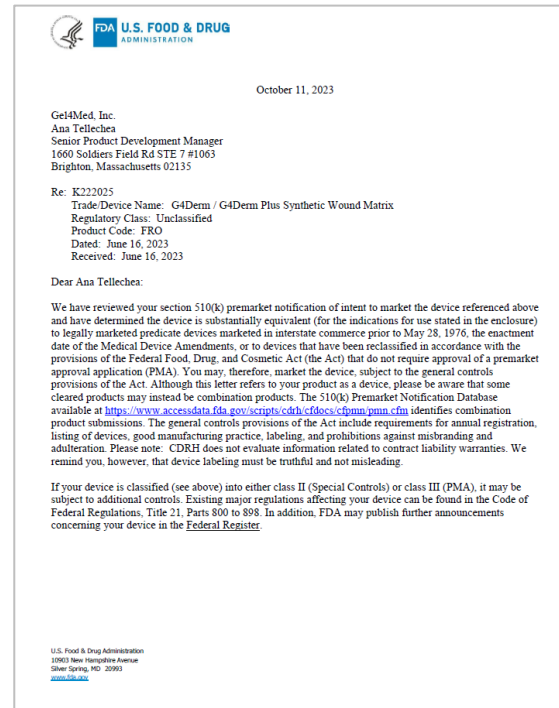 FDA U.S. FOOD & DRUG
ADMINISTRATION
October 11, 2023
Gel4Med, Inc.
Ana Tellechea
Senior Product Development Manager
1660 Soldiers Field Rd STE 7 #1063
Brighton, Massachusetts 02135
Re: K222025
Trade/Device Name: G4Derm / G4Derm Plus Synthetic Wound Matrix
Regulatory Class: Unclassified
Product Code: FRO
Dated: June 16, 2023
Received: June 16, 2023
Dear Ana Tellechea:
We have reviewed your section 510(k) premarket notification of intent to market the device referenced above
and have determined the device is substantially equivalent (for the indications for use stated in the enclosure)
to legally marketed predicate devices marketed in interstate commerce prior to May 28, 1976, the enactment
date of the Medical Device Amendments, or to devices that have been reclassified in accordance with the
provisions of the Federal Food, Drug, and Cosmetic Act (the Act) that do not require approval of a premarket
approval application (PMA). You may, therefore, market the device, subject to the general controls
provisions of the Act. Although this letter refers to your product as a device, please be aware that some
cleared products may instead be combination products. The 510(k) Premarket Notification Database
available at https://www.accessdata.fda.gov/scripts/cdrh/cfdocs/cfpmn/pmn.cfm identifies combination
product submissions. The general controls provisions of the Act include requirements for annual registration,
listing of devices, good manufacturing practice, labeling, and prohibitions against misbranding and
adulteration. Please note: CDRH does not evaluate information related to contract liability warranties. We
remind you, however, that device labeling must be truthful and not misleading.
If your device is classified (see above) into either class II (Special Controls) or class III (PMA), it may be
subject to additional controls. Existing major regulations affecting your device can be found in the Code of
Federal Regulations, Title 21, Parts 800 to 898. In addition, FDA may publish further announcements
concerning your device in the Federal Register.
U.S. Food & Drug Administration
10903 New Hampshire Avenue
Silver Spring, MD 20993
www.fda.gov